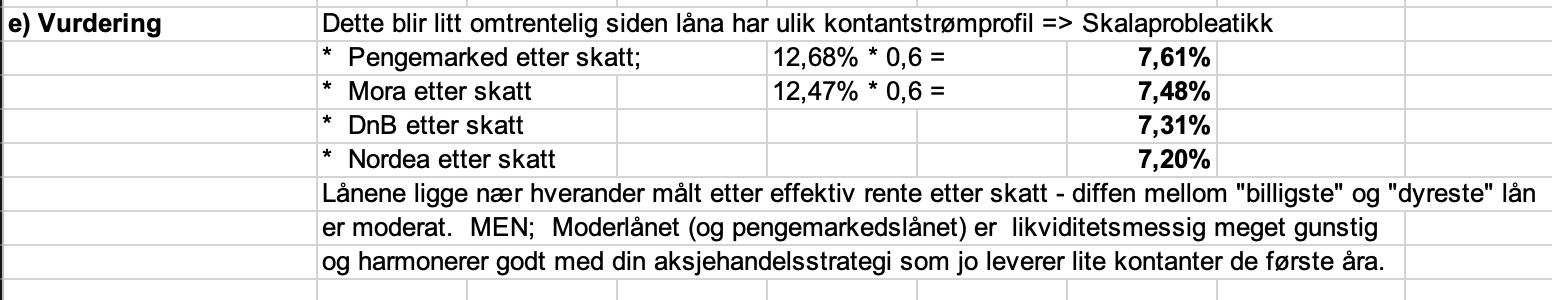 e) Vurdering Dette blir litt omtrentelig siden låna har ulik kontantstrømprofil => Skalaprobleatikk
* Pengemarked etter skatt; 12,68% * 0,6 = 7,61%
* Mora etter skatt 12,47% * 0,6 = 7,48%
* DnB etter skatt 7,31%
* Nordea etter skatt 7,20%
Lånene ligge nær hverander målt etter effektiv rente etter skatt - diffen mellom "billigste" og "dyreste" lån
er moderat. MEN; Moderlånet (og pengemarkedslånet) er likviditetsmessig meget gunstig
og harmonerer godt med din aksjehandelsstrategi som jo leverer lite kontanter de første åra.